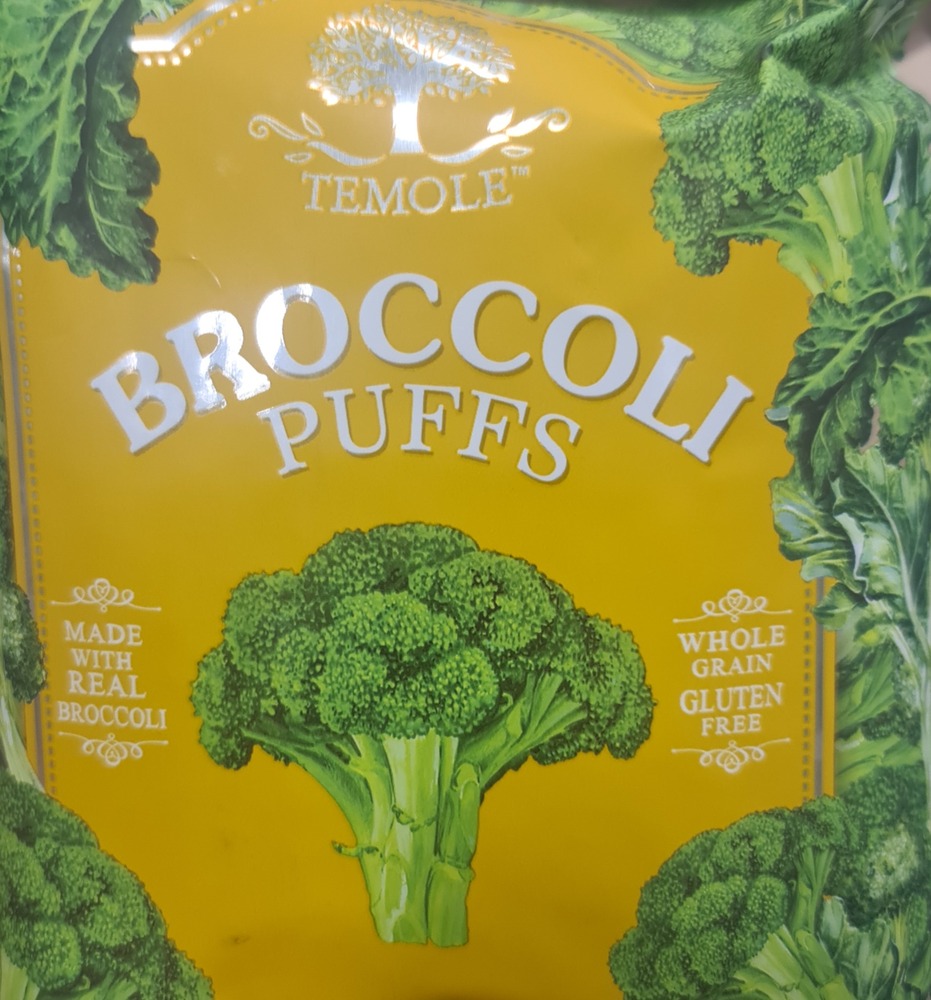 TEMOLE™
BROCCOLI
PUFFS
MADE
WITH
REAL
BROCCOLI
WHOLE
GRAIN
GLUTEN
FREE